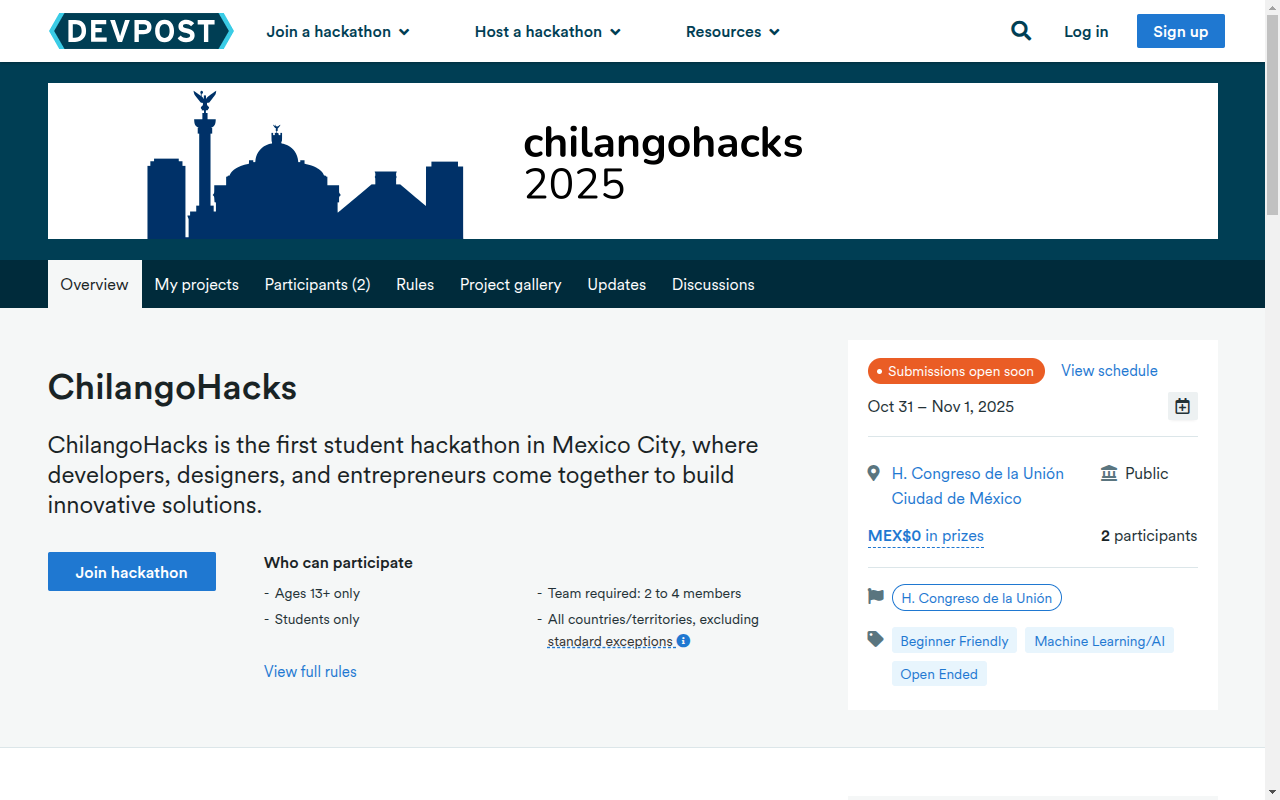 DEVPOST
Join a hackathon
Host a hackathon
Resources
Log in
Sign up
chilangohacks
2025
Overview
My projects
Participants (2)
Rules
Project gallery
Updates
Discussions
ChilangoHacks
ChilangoHacks is the first student hackathon in Mexico City, where
developers, designers, and entrepreneurs come together to build
innovative solutions.
Join hackathon
Who can participate
- Ages 13+ only
- Students only
- Team required: 2 to 4 members
- All countries/territories, excluding
standard exceptions
View full rules
Submissions open soon
View schedule
Oct 31 – Nov 1, 2025
H. Congreso de la Unión
Ciudad de México
Public
MEX$0 in prizes
2 participants
H. Congreso de la Unión
Beginner Friendly
Machine Learning/AI
Open Ended